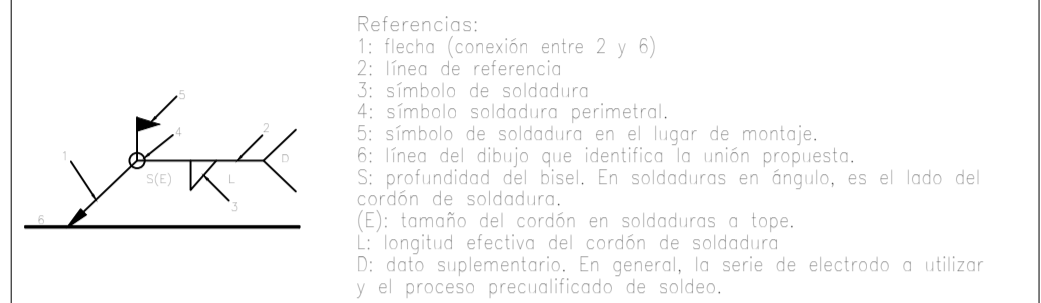 5
4
2
1
S(E)
L
D
3
6
Referencias:
1: flecha (conexión entre 2 y 6)
2: línea de referencia
3: símbolo de soldadura
4: símbolo soldadura perimetral.
5: símbolo de soldadura en el lugar de montaje.
6: línea del dibujo que identifica la unión propuesta.
S: profundidad del bisel. En soldaduras en ángulo, es el lado del
cordón de soldadura.
(E): tamaño del cordón en soldaduras a tope.
L: longitud efectiva del cordón de soldadura
D: dato suplementario. En general, la serie de electrodo a utilizar
y el proceso precualificado de soldeo.